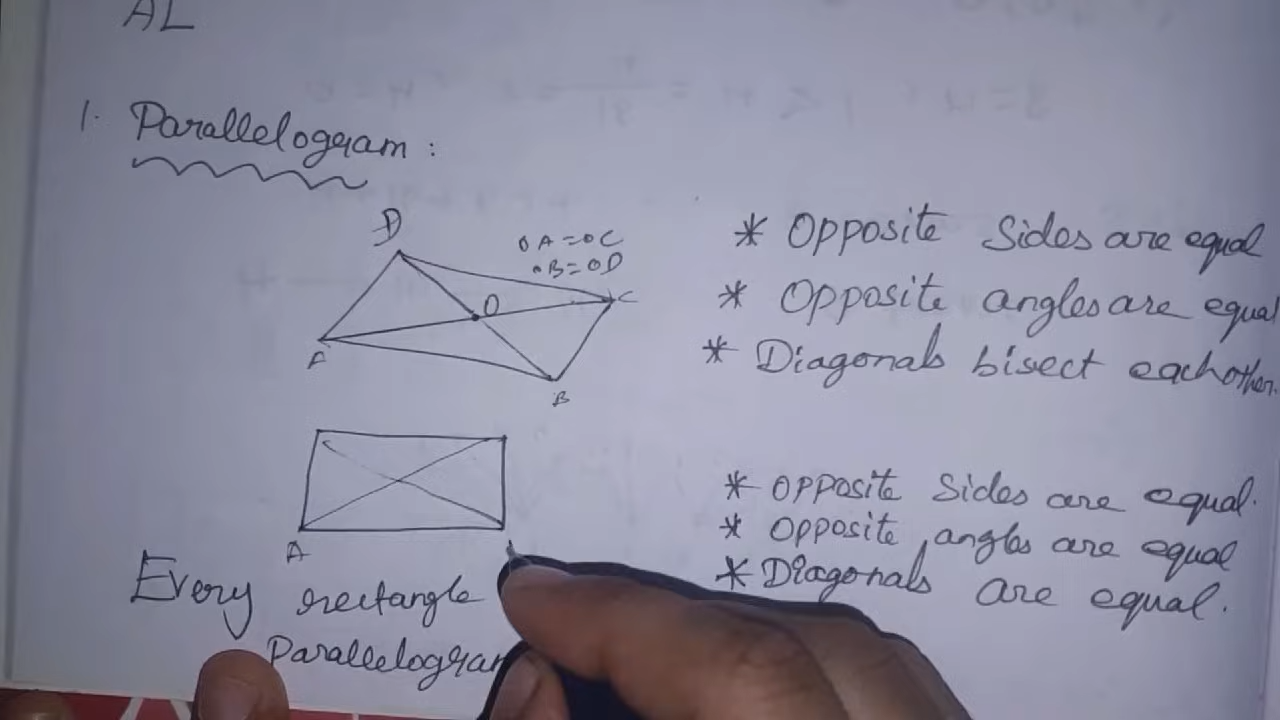 AL
1. Parallelogram :
D
OA = OC
OB = OD
O
C
A
B
* Opposite Sides are equal
* Opposite angles are equal
* Diagonals bisect eachother.
A
* Opposite Sides are equal.
* Opposite angles are equal
* Diagonals are equal.
Every rectangle
Parallelogram